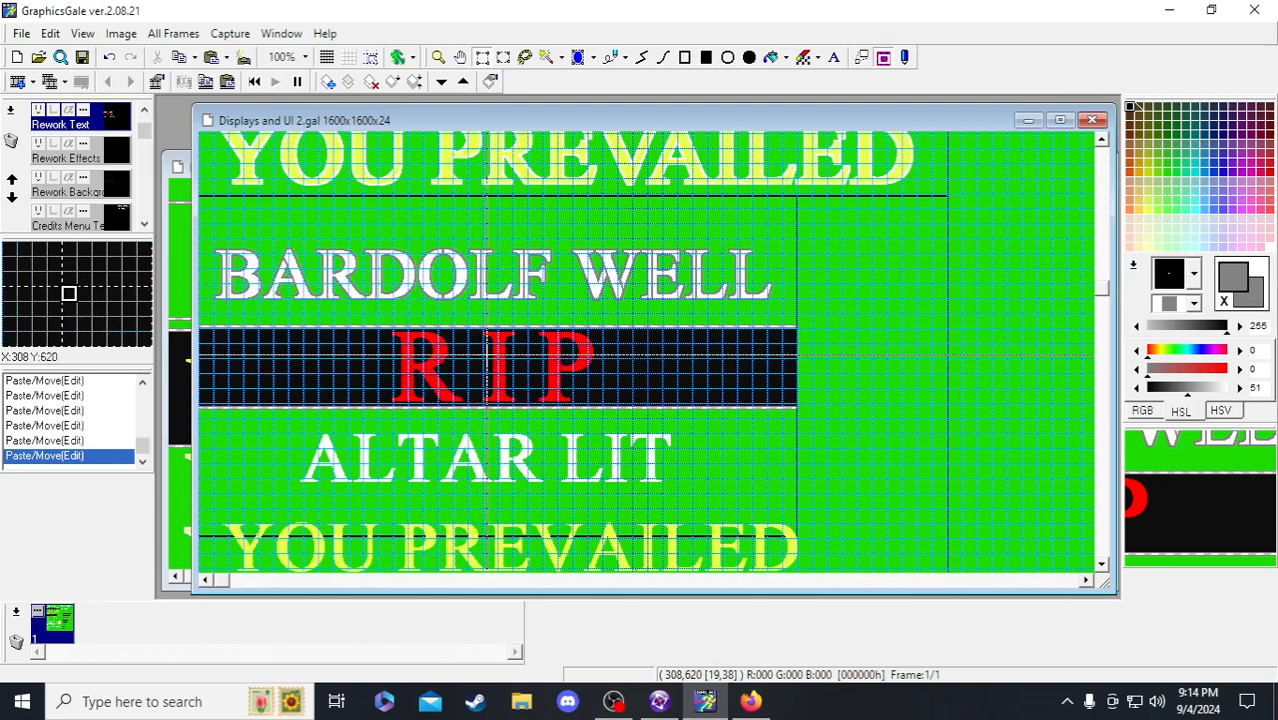 GraphicsGale ver.2.08.21
File Edit View Image All Frames Capture Window Help
100%
Rework Text
Rework Effects
Rework Backgro
Credits Menu Te
X:308 Y:620
Paste/Move(Edit)
Paste/Move(Edit)
Paste/Move(Edit)
Paste/Move(Edit)
Paste/Move(Edit)
Paste/Move(Edit)
1
Displays and UI 2.gal 1600x1600x24
YOU PREVAILED
BARDOLF WELL
R I P
ALTAR LIT
YOU PREVAILED
X
255
0
0
51
RGB HSL HSV
( 308,620 [19,38] ) R:000 G:000 B:000 [000000h] Frame:1/1
Type here to search
9:14 PM
9/4/2024